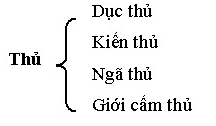 Dục thủ
Kiến thủ
Thủ
Ngã thủ
Giới cấm thủ